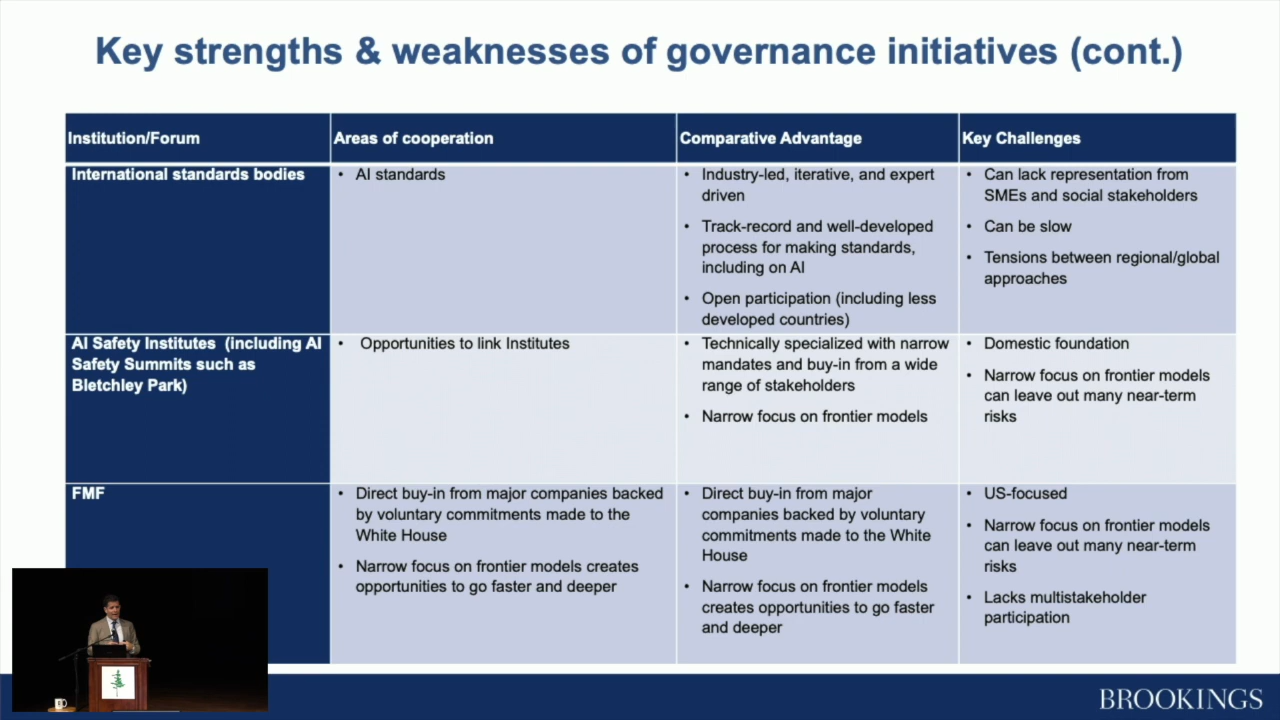 Key strengths & weaknesses of governance initiatives (cont.)
Institution/Forum
Areas of cooperation
Comparative Advantage
Key Challenges
International standards bodies
• AI standards
• Industry-led, iterative, and expert
driven
• Track-record and well-developed
process for making standards,
including on AI
• Open participation (including less
developed countries)
• Can lack representation from
SMEs and social stakeholders
• Can be slow
• Tensions between regional/global
approaches
AI Safety Institutes (including AI
Safety Summits such as
Bletchley Park)
• Opportunities to link Institutes
• Technically specialized with narrow
mandates and buy-in from a wide
range of stakeholders
• Narrow focus on frontier models
• Domestic foundation
• Narrow focus on frontier models
can leave out many near-term
risks
FMF
• Direct buy-in from major companies backed
by voluntary commitments made to the
White House
• Narrow focus on frontier models creates
opportunities to go faster and deeper
• Direct buy-in from major
companies backed by voluntary
commitments made to the White
House
• Narrow focus on frontier models
creates opportunities to go faster
and deeper
• US-focused
• Narrow focus on frontier models
can leave out many near-term
risks
• Lacks multistakeholder
participation
BROOKINGS